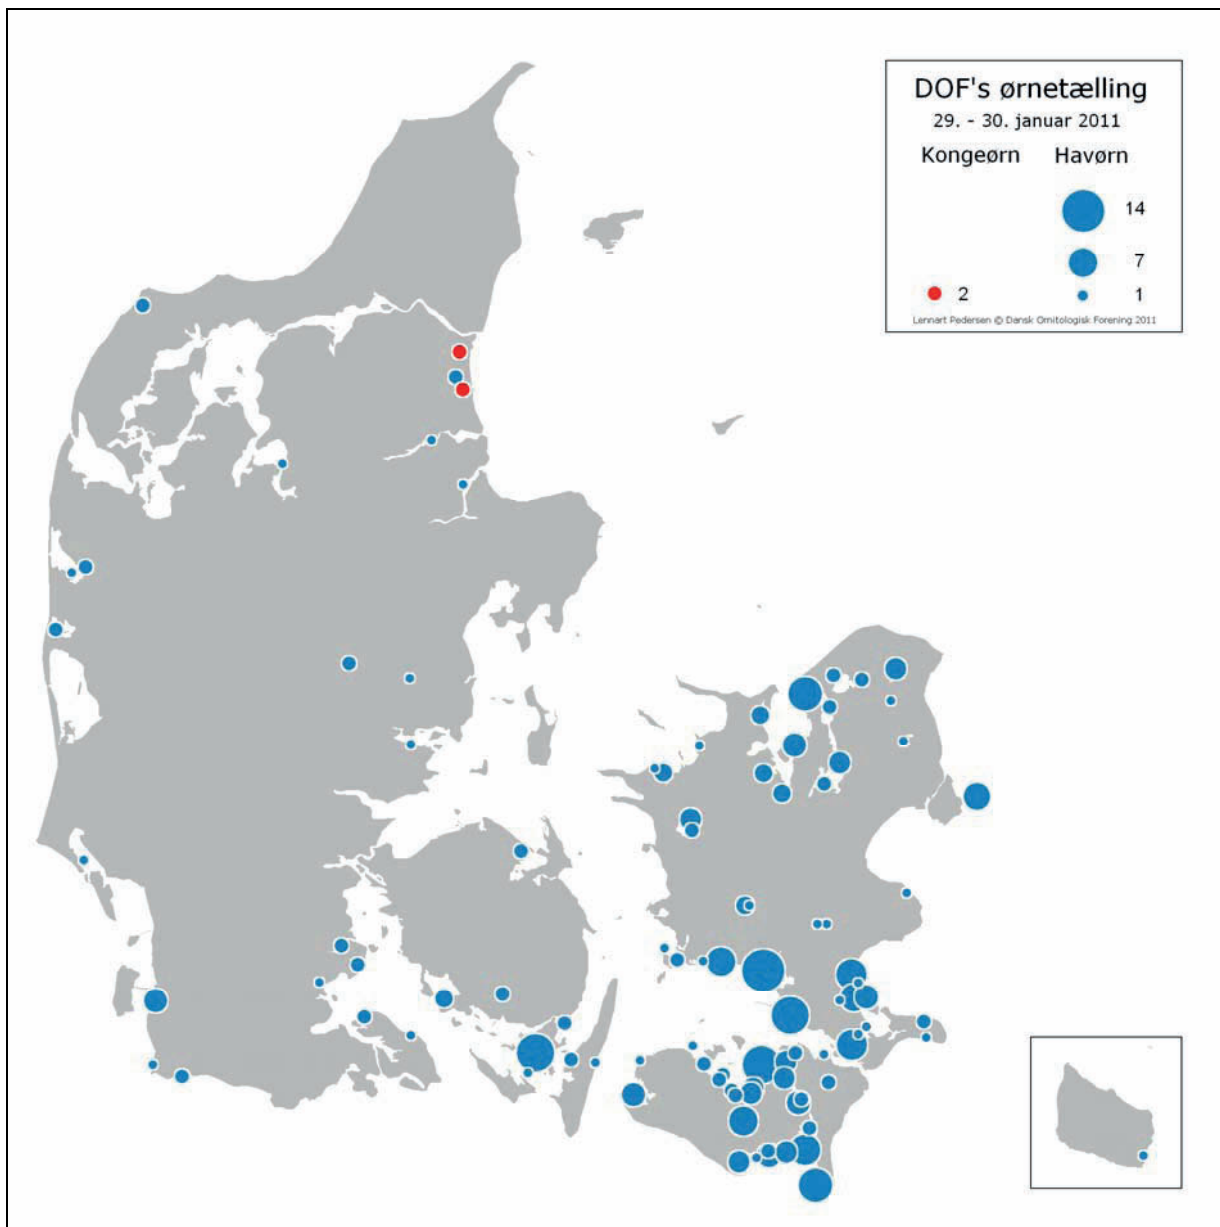 DOF's ørnetælling
29. - 30. januar 2011
Kongeørn Havørn
14
7
2 1
Lennart Pedersen © Dansk Ornitologisk Forening 2011